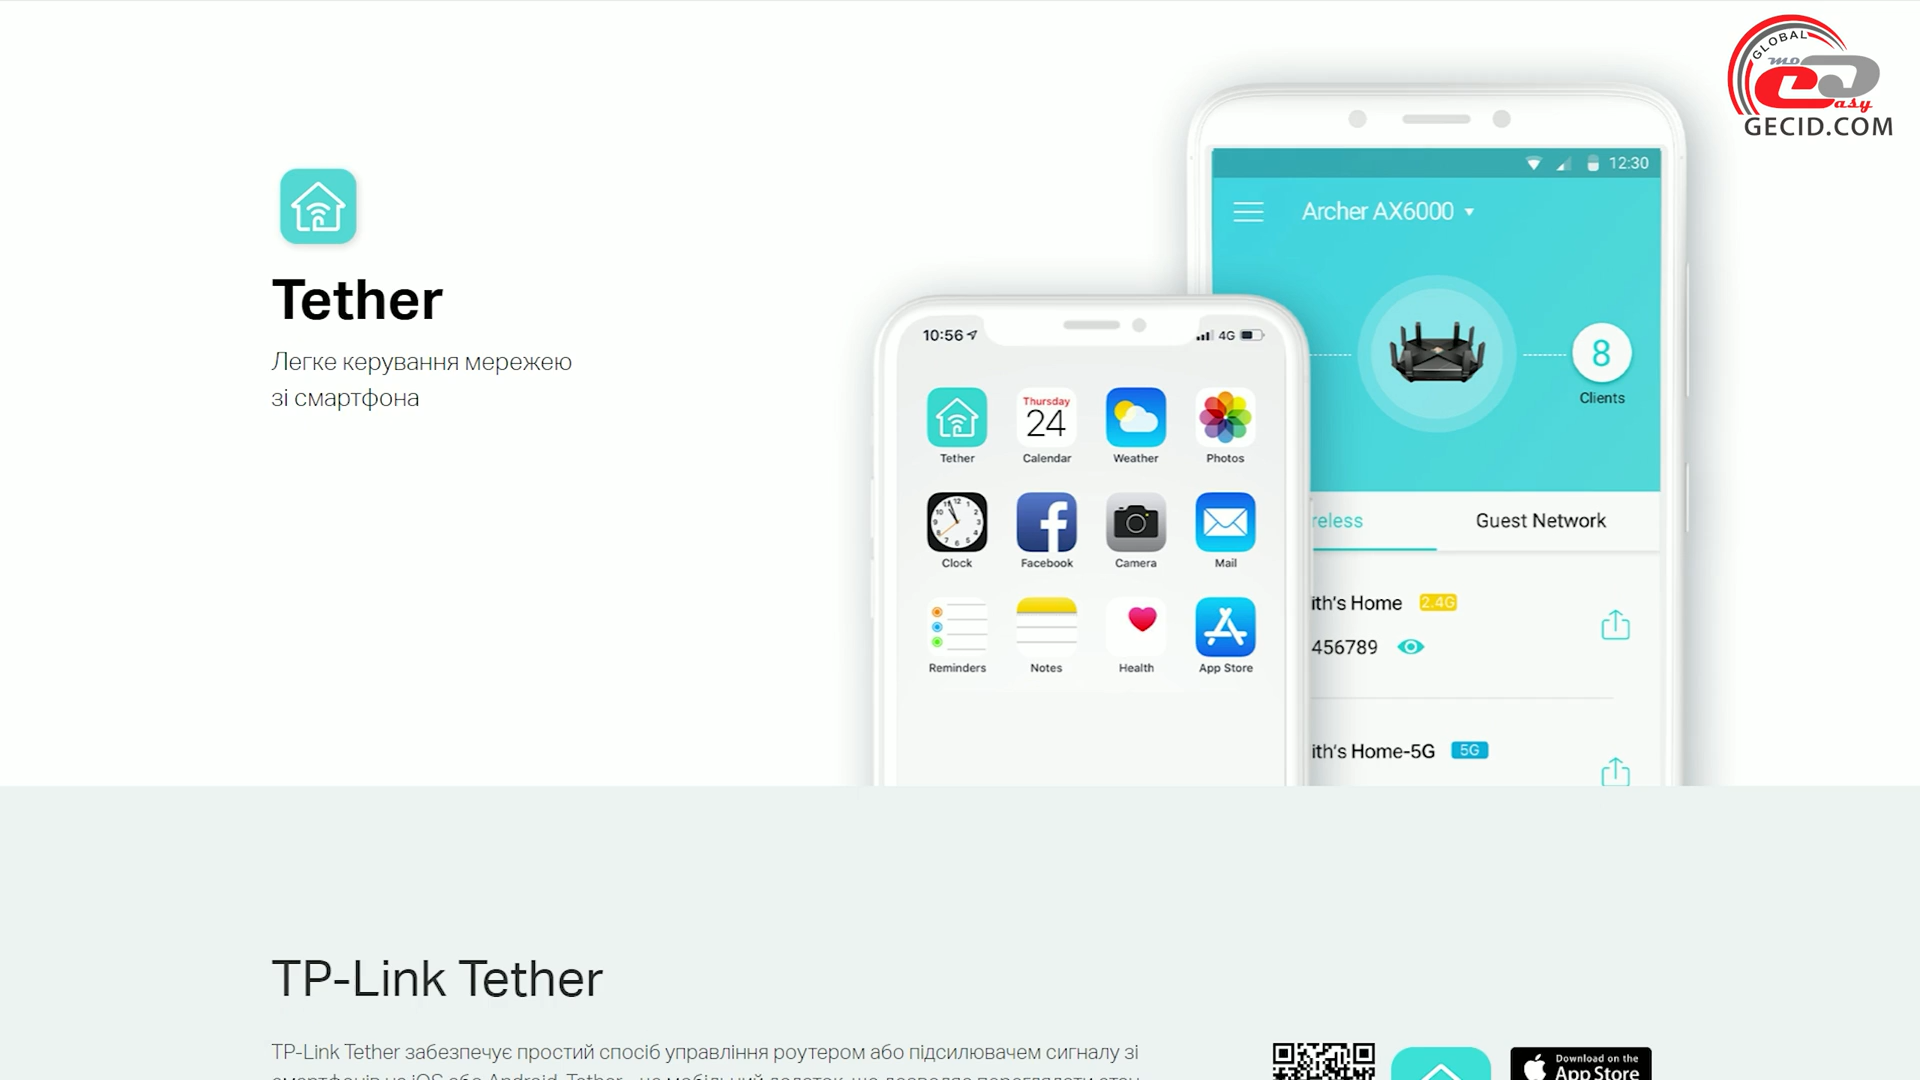 GLOBAL
mo
asy
GECID.COM
Tether
Легке керування мережею
зі смартфона
12:30
Archer AX6000
8
Clients
reless
Guest Network
ith's Home 2.4G
456789
ith's Home-5G 5G
10:56
4G
Thursday
24
Tether
Calendar
Weather
Photos
Clock
Facebook
Camera
Mail
Reminders
Notes
Health
App Store
TP-Link Tether
TP-Link Tether забезпечує простий спосіб управління роутером або підсилювачем сигналу зі
Download on the
App Store